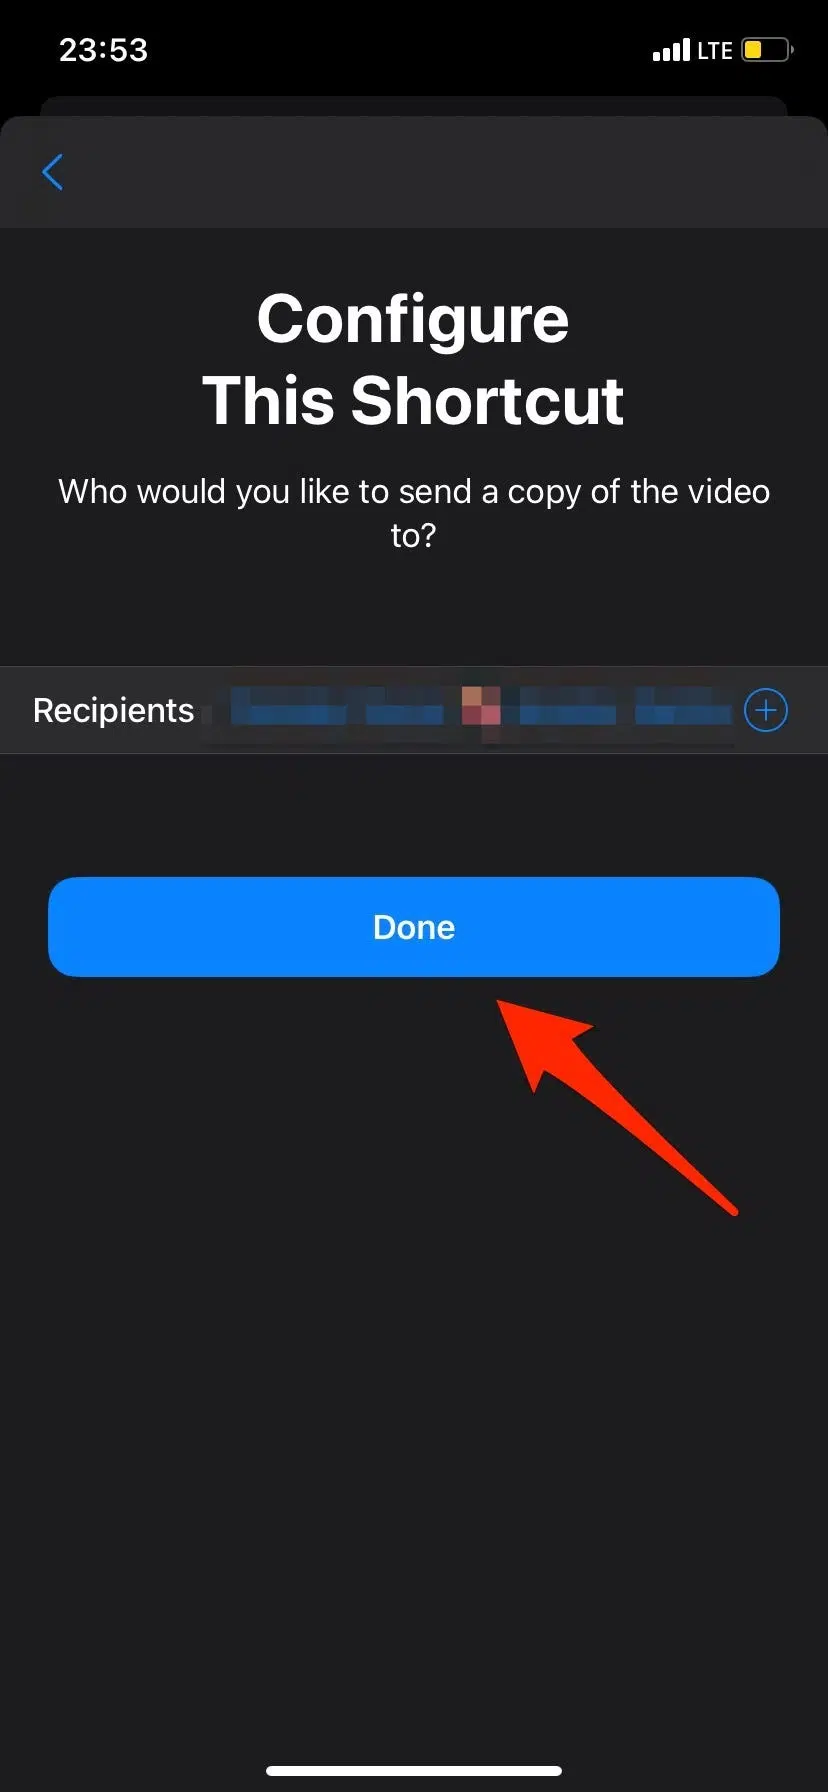 23:53 LTE
Configure
This Shortcut
Who would you like to send a copy of the video
to?
Recipients
Done